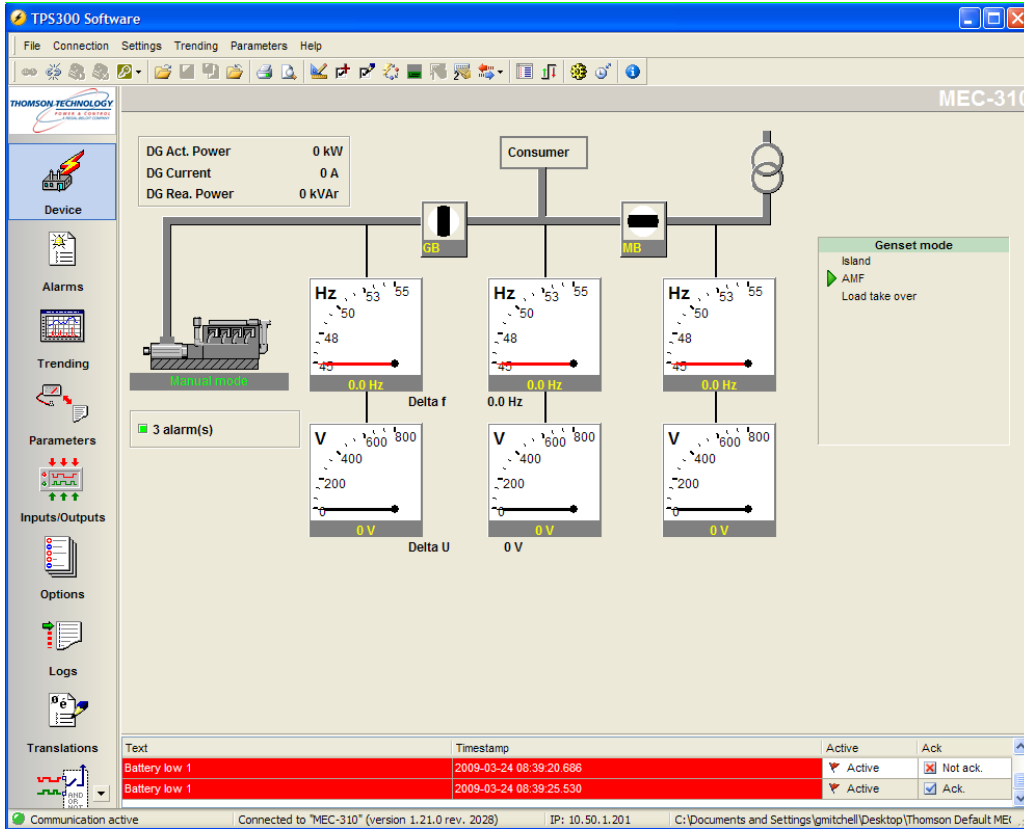 TPS300 Software
File Connection Settings Trending Parameters Help
THOMSON TECHNOLOGY
POWER & CONTROL
MEC-310
Device
Alarms
Trending
Parameters
Inputs/Outputs
Options
Logs
Translations
AND
OR
NOT
DG Act. Power 0 kW
DG Current 0 A
DG Rea. Power 0 kVAr
Consumer
GB
MB
Genset mode
Island
AMF
Load take over
Manual mode
3 alarm(s)
Hz 45 48 50 53 55
0.0 Hz
Hz 45 48 50 53 55
0.0 Hz
Hz 45 48 50 53 55
0.0 Hz
Delta f 0.0 Hz
V 0 200 400 600 800
0 V
V 0 200 400 600 800
0 V
V 0 200 400 600 800
0 V
Delta U 0 V
Text Timestamp Active Ack
Battery low 1 2009-03-24 08:39:20.686 Active Not ack.
Battery low 1 2009-03-24 08:39:25.530 Active Ack.
Communication active Connected to "MEC-310" (version 1.21.0 rev. 2028) IP: 10.50.1.201 C:\Documents and Settings\gmitchell\Desktop\Thomson Default MEC